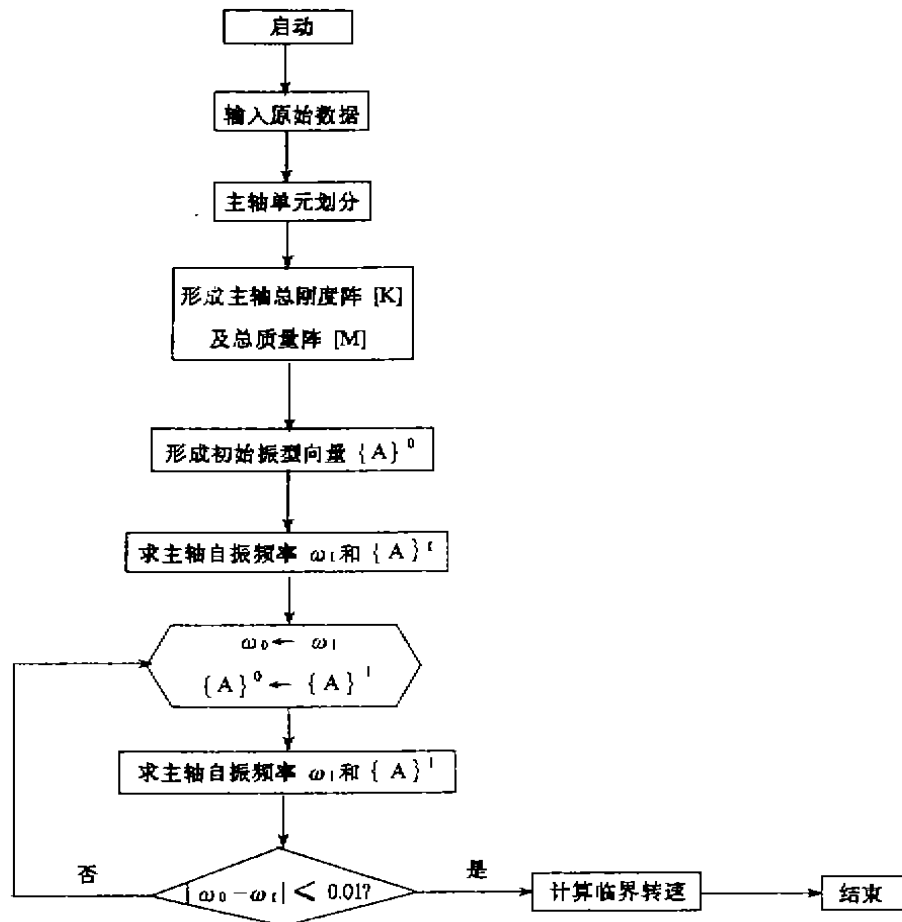 启动
输入原始数据
主轴单元划分
形成主轴总刚度阵 [K]
及总质量阵 [M]
形成初始振型向量 {A}⁰
求主轴自振频率 ω₁和 {A}¹
ω₀← ω₁
{A}⁰← {A}¹
求主轴自振频率 ω₁和 {A}¹
否
|ω₀-ω₁| < 0.01?
是
计算临界转速
结束